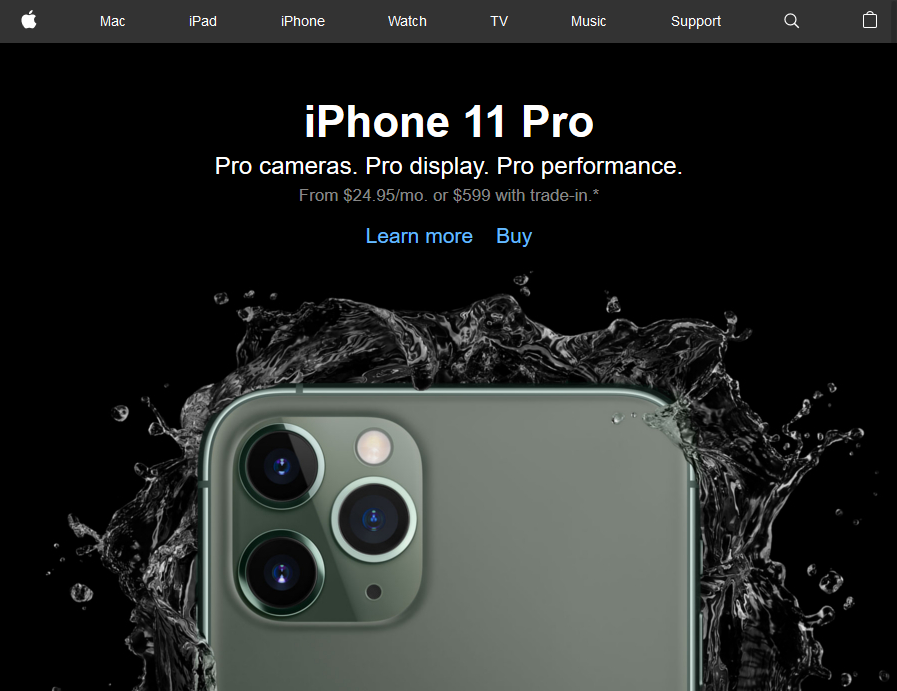 Mac iPad iPhone Watch TV Music Support
iPhone 11 Pro
Pro cameras. Pro display. Pro performance.
From $24.95/mo. or $599 with trade-in.*
Learn more Buy